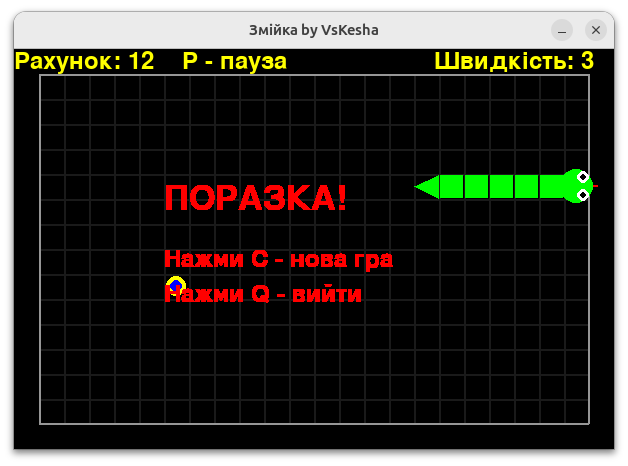 Змійка by VsKesha
Рахунок: 12 P - пауза Швидкість: 3
ПОРАЗКА!
Нажми C - нова гра
Нажми Q - вийти